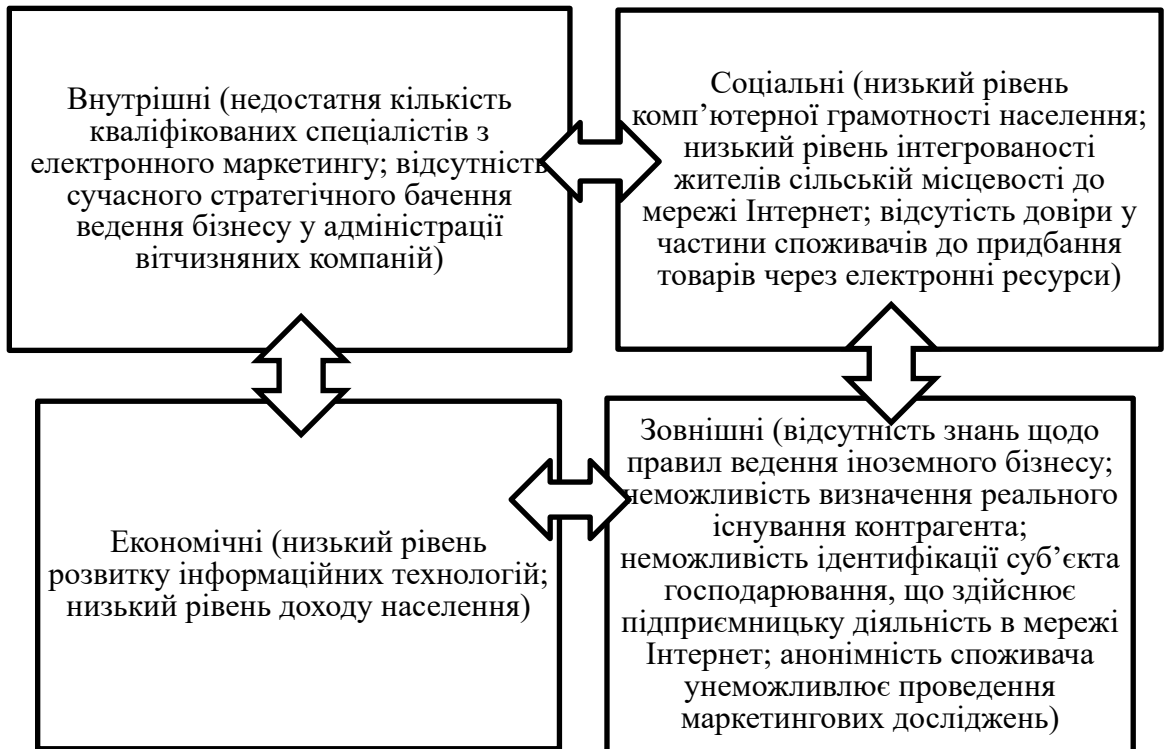 Внутрішні (недостатня кількість
кваліфікованих спеціалістів з
електронного маркетингу; відсутність
сучасного стратегічного бачення
ведення бізнесу у адміністрації
вітчизняних компаній)
Соціальні (низький рівень
комп’ютерної грамотності населення;
низький рівень інтегрованості
жителів сільській місцевості до
мережі Інтернет; відсутість довіри у
частини споживачів до придбання
товарів через електронні ресурси)
Економічні (низький рівень
розвитку інформаційних технологій;
низький рівень доходу населення)
Зовнішні (відсутність знань щодо
правил ведення іноземного бізнесу;
неможливість визначення реального
існування контрагента;
неможливість ідентифікації суб’єкта
господарювання, що здійснює
підприємницьку діяльність в мережі
Інтернет; анонімність споживача
унеможливлює проведення
маркетингових досліджень)